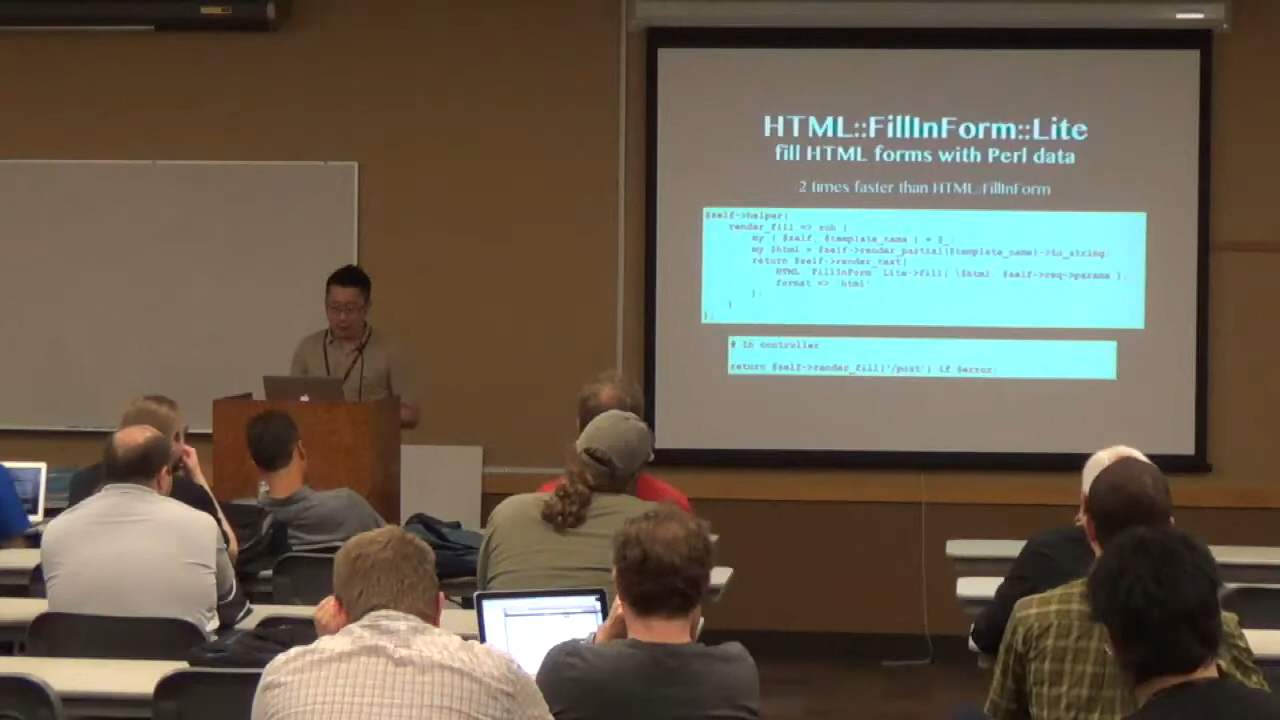 HTML::FillInForm::Lite
fill HTML forms with Perl data
2 times faster than HTML::FillInForm
$self->helper(
render_fill => sub {
my ( $self, $template_name ) = @_;
my $html = $self->render_partial($template_name)->to_string;
return $self->render_text(
HTML::FillInForm::Lite->fill( \$html, $self->req->params ),
format => 'html'
);
}
);
# In controller
return $self->render_fill('/post') if $error;